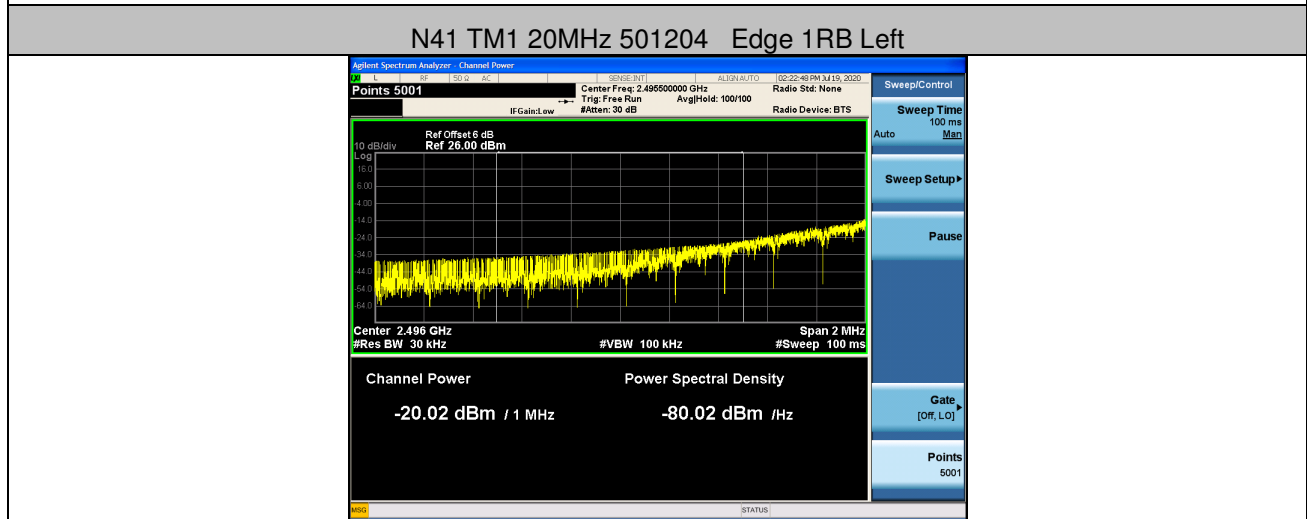 N41 TM1 20MHz 501204 Edge 1RB Left
Agilent Spectrum Analyzer - Channel Power
L RF 50 Ω AC SENSE:INT ALIGN AUTO 02:22:48 PM Jul 19, 2020
Points 5001
Center Freq: 2.495500000 GHz
Radio Std: None
Trig: Free Run Avg|Hold: 100/100
IFGain:Low #Atten: 30 dB
Radio Device: BTS
Ref Offset 6 dB
10 dB/div Ref 26.00 dBm
Log
16.0
6.00
-4.00
-14.0
-24.0
-34.0
-44.0
-54.0
-64.0
Center 2.496 GHz
Span 2 MHz
#Res BW 30 kHz
#VBW 100 kHz
#Sweep 100 ms
Channel Power
Power Spectral Density
-20.02 dBm / 1 MHz
-80.02 dBm /Hz
MSG
STATUS
Sweep/Control
Sweep Time
100 ms
Auto Man
Sweep Setup
Pause
Gate
[Off, LO]
Points
5001